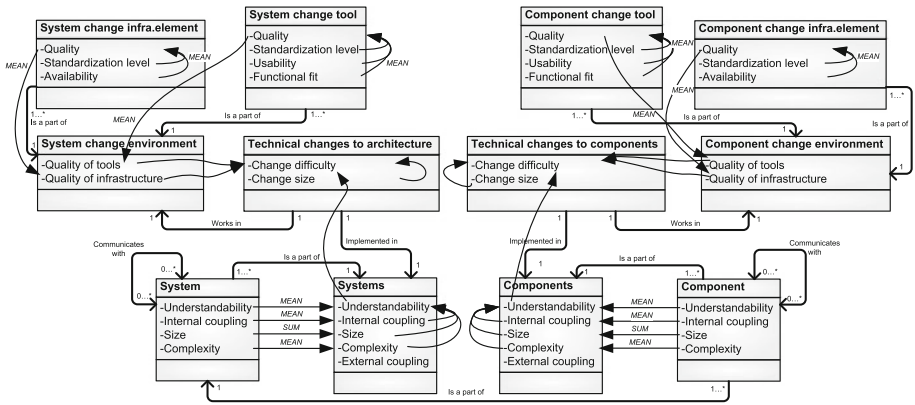 System change infra.element
-Quality
-Standardization level
-Availability
MEAN
MEAN
System change tool
-Quality
-Standardization level
-Usability
-Functional fit
MEAN
MEAN
Component change tool
-Quality
-Standardization level
-Usability
-Functional fit
MEAN
MEAN
Component change infra.element
-Quality
-Standardization level
-Availability
MEAN
1...*
Is a part of
1
Is a part of
1...*
1
1...*
Is a part of
1
1...*
Is a part of
1
System change environment
-Quality of tools
-Quality of infrastructure
Technical changes to architecture
-Change difficulty
-Change size
Technical changes to components
-Change difficulty
-Change size
Component change environment
-Quality of tools
-Quality of infrastructure
1
Works in
1
1
Implemented in
1
1
Implemented in
1
1
Works in
1
Communicates
with
0...*
0...*
1...*
Is a part of
1
1
Is a part of
1...*
Communicates
with
0...*
0...*
System
-Understandability
-Internal coupling
-Size
-Complexity
MEAN
MEAN
SUM
MEAN
Systems
-Understandability
-Internal coupling
-Size
-Complexity
-External coupling
Components
-Understandability
-Internal coupling
-Size
-Complexity
-External coupling
MEAN
MEAN
SUM
MEAN
Component
-Understandability
-Internal coupling
-Size
-Complexity
1
Is a part of
1...*